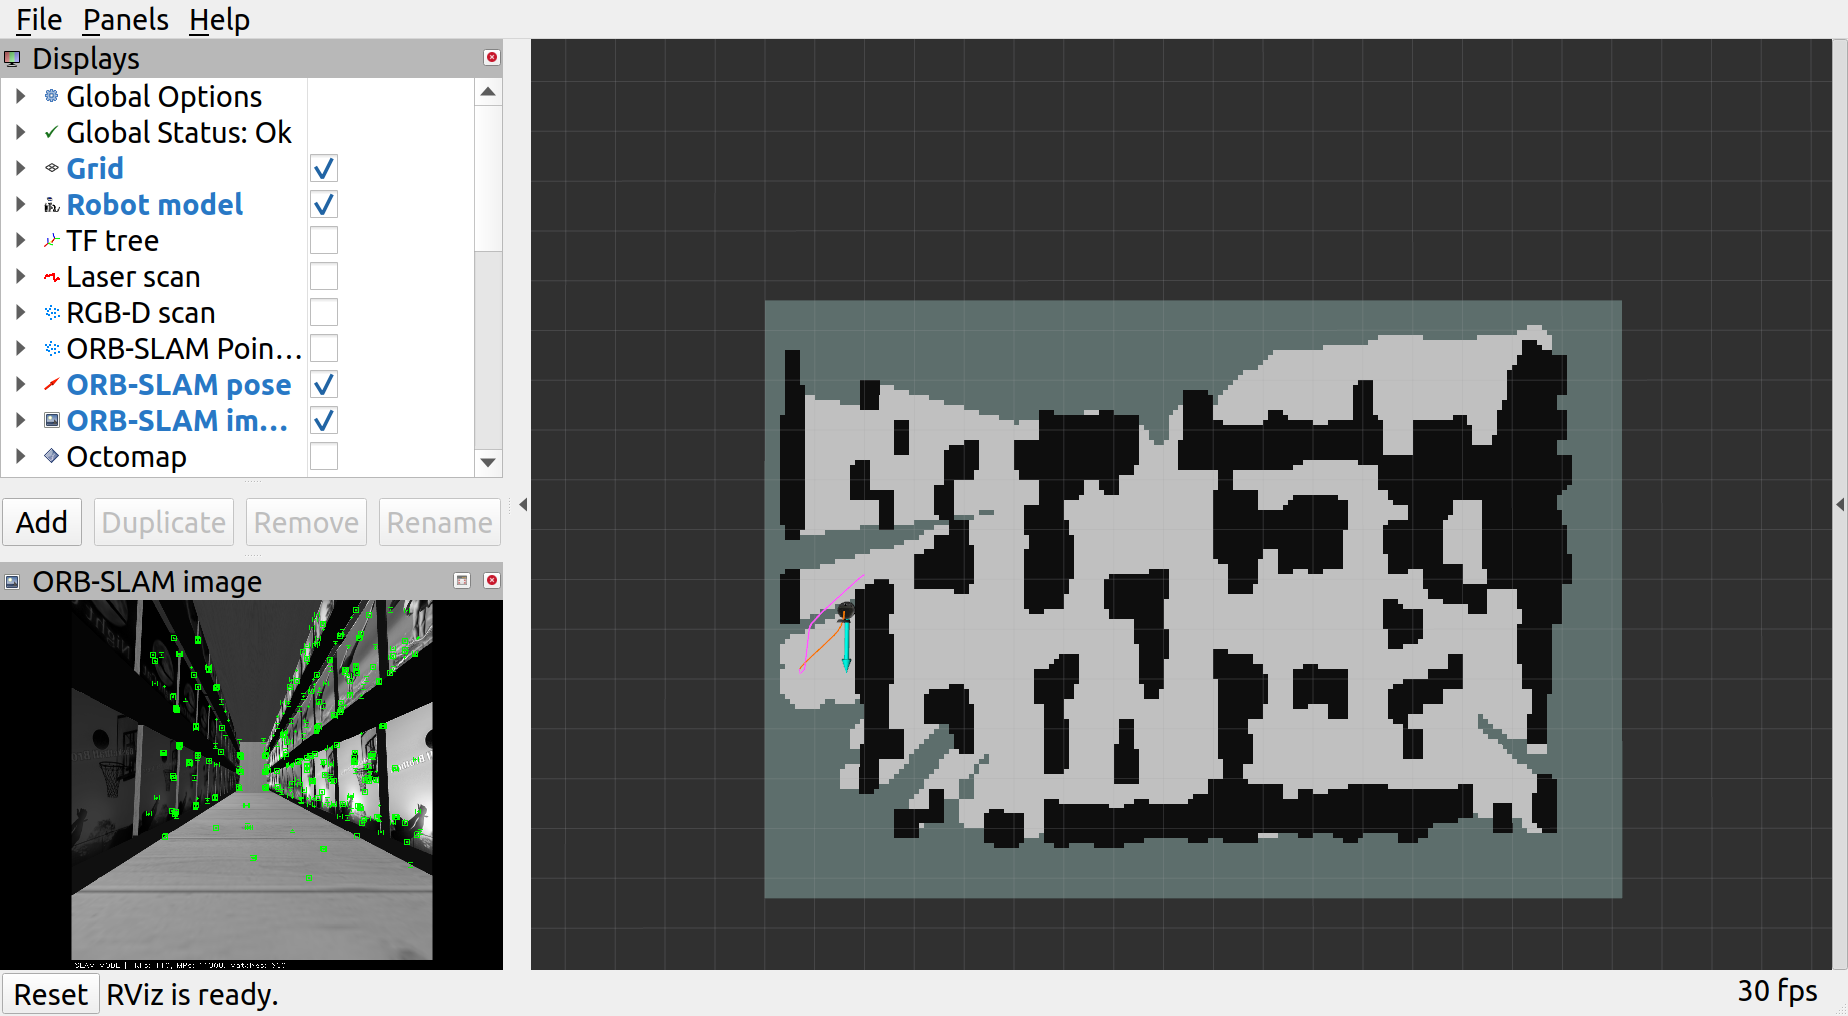 File Panels Help
Displays
Global Options
Global Status: Ok
Grid
Robot model
TF tree
Laser scan
RGB-D scan
ORB-SLAM Poin...
ORB-SLAM pose
ORB-SLAM im...
Octomap
Add Duplicate Remove Rename
ORB-SLAM image
Reset RViz is ready.
30 fps